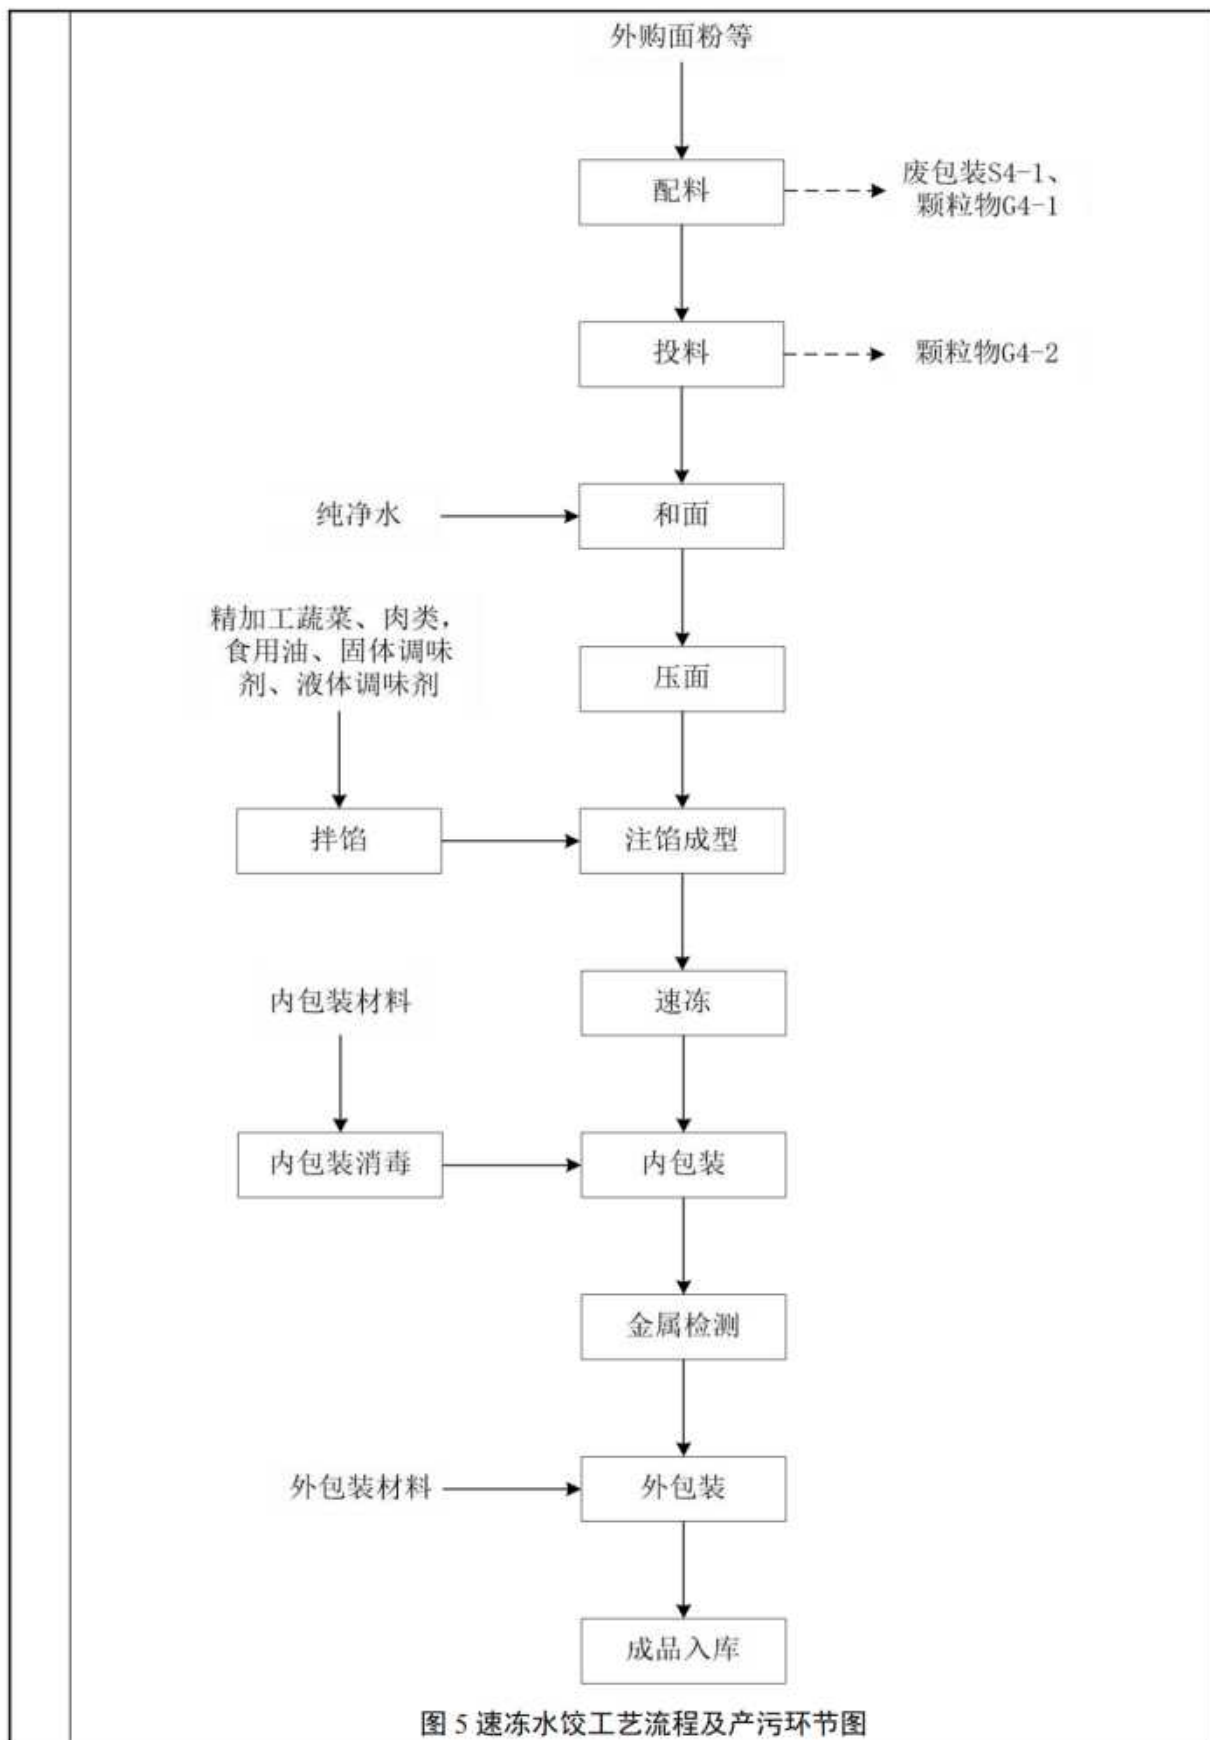 外购面粉等
配料
废包装S4-1、
颗粒物G4-1
投料
颗粒物G4-2
纯净水
和面
精加工蔬菜、肉类，
食用油、固体调味
剂、液体调味剂
压面
拌馅
注馅成型
内包装材料
速冻
内包装消毒
内包装
金属检测
外包装材料
外包装
成品入库
图 5 速冻水饺工艺流程及产污环节图